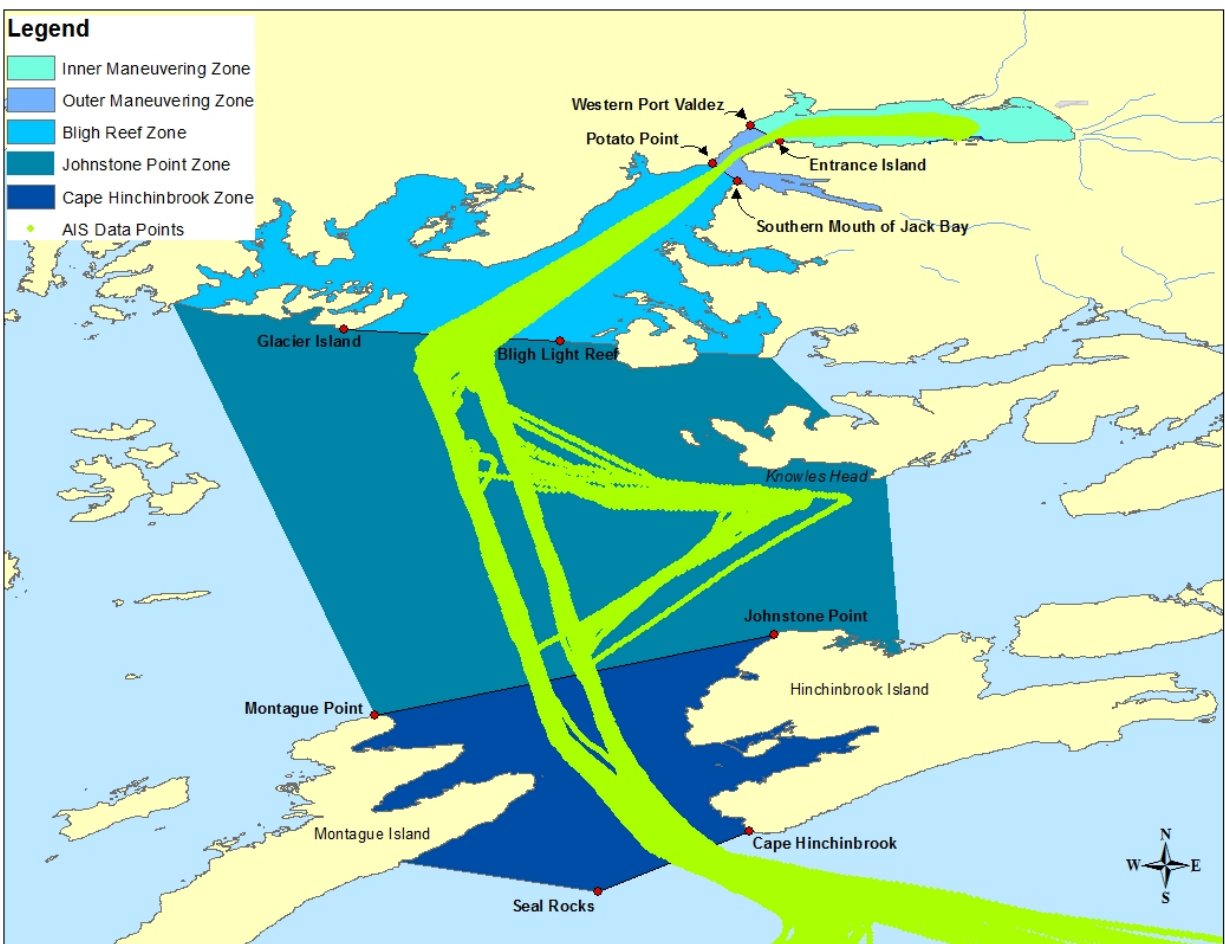 Legend
Inner Maneuvering Zone
Outer Maneuvering Zone
Bligh Reef Zone
Johnstone Point Zone
Cape Hinchinbrook Zone
AIS Data Points
Western Port Valdez
Potato Point
Entrance Island
Southern Mouth of Jack Bay
Glacier Island
Bligh Light Reef
Knowles Head
Johnstone Point
Hinchinbrook Island
Montague Point
Montague Island
Cape Hinchinbrook
Seal Rocks
N
W E
S